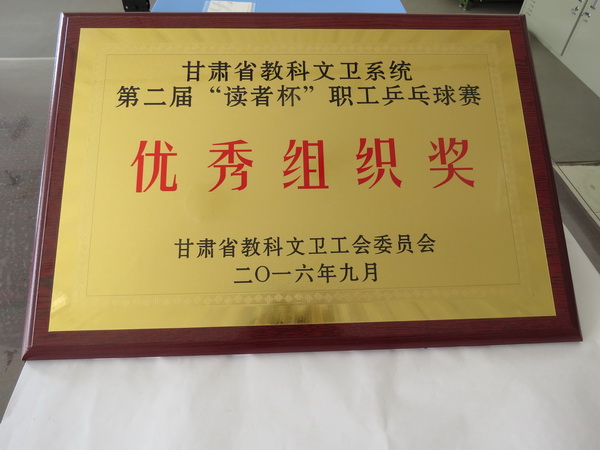 甘肃省教科文卫系统
第二届“读者杯”职工乒乓球赛
优秀组织奖
甘肃省教科文卫工会委员会
二〇一六年九月